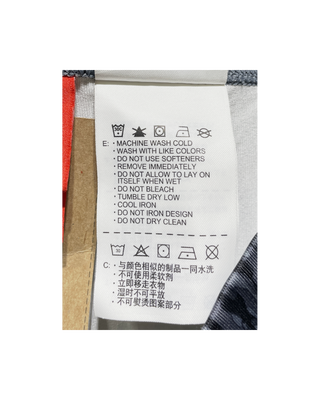 E: • MACHINE WASH COLD
• WASH WITH LIKE COLORS
• DO NOT USE SOFTENERS
• REMOVE IMMEDIATELY
• DO NOT ALLOW TO LAY ON
ITSELF WHEN WET
• DO NOT BLEACH
• TUMBLE DRY LOW
• COOL IRON
• DO NOT IRON DESIGN
• DO NOT DRY CLEAN
C: • 与颜色相似的制品一同水洗
• 不可使用柔软剂
• 立即移走衣物
• 湿时不可平放
• 不可熨烫图案部分